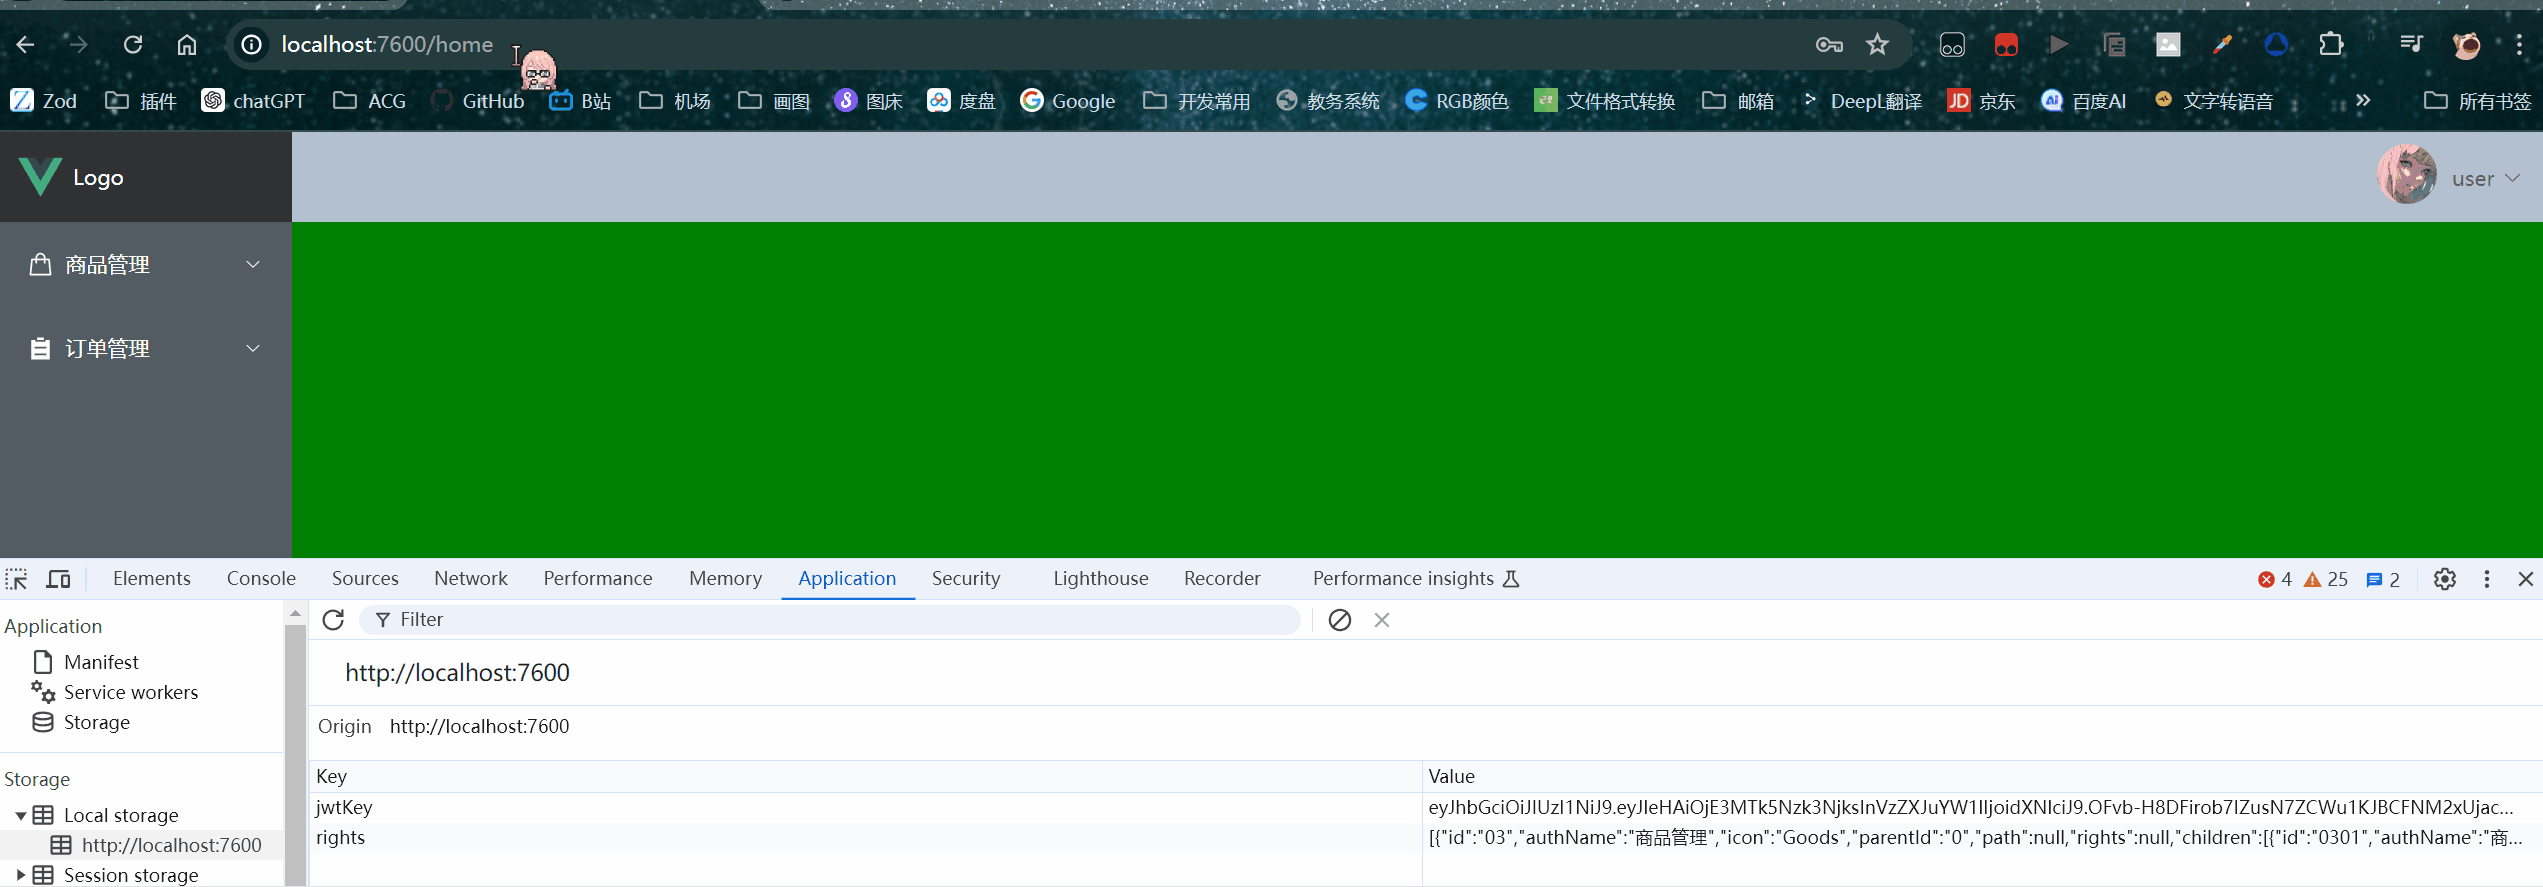 localhost:7600/home
Zod 插件 chatGPT ACG GitHub B站 机场 画图 图床 度盘 Google 开发常用 教务系统 RGB颜色 文件格式转换 邮箱 DeepL翻译 京东 百度AI 文字转语音 所有书签
Logo
user
商品管理
订单管理
Elements Console Sources Network Performance Memory Application Security Lighthouse Recorder Performance insights 4 25 2
Application
Filter
Manifest
http://localhost:7600
Service workers
Storage
Origin http://localhost:7600
Storage
Key Value
Local storage
jwtKey eyJhbGciOiJIUzI1NiJ9.eyJleHAiOjE3MTk5Nzk3NjksInVzZXJuYW1lIjoidXNlciJ9.OFvb-H8DFirob7IZusN7ZCWu1KJBCFNM2xUjac...
http://localhost:7600
rights [{"id":"03","authName":"商品管理","icon":"Goods","parentId":"0","path":null,"rights":null,"children":[{"id":"0301","authName":"商...
Session storage